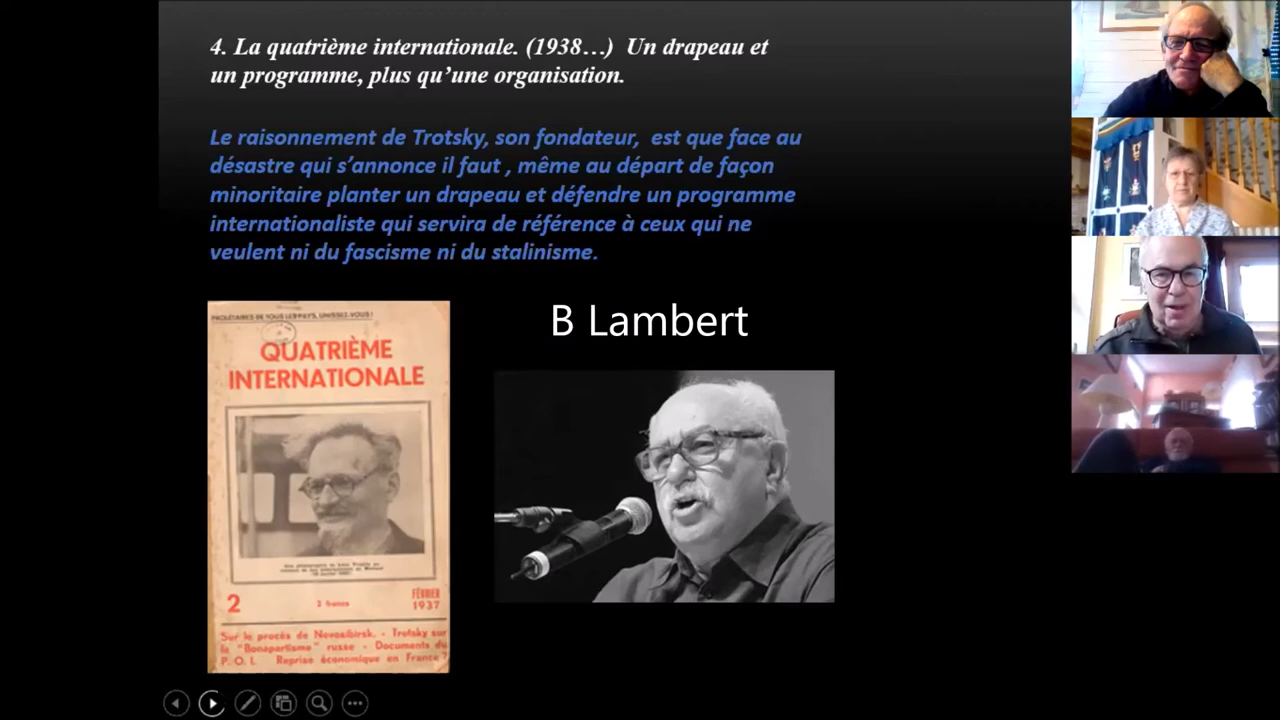 4. La quatrième internationale. (1938…) Un drapeau et
un programme, plus qu’une organisation.
Le raisonnement de Trotsky, son fondateur, est que face au
désastre qui s’annonce il faut , même au départ de façon
minoritaire planter un drapeau et défendre un programme
internationaliste qui servira de référence à ceux qui ne
veulent ni du fascisme ni du stalinisme.
B Lambert
PROLÉTAIRES DE TOUS LES PAYS, UNISSEZ-VOUS !
QUATRIÈME
INTERNATIONALE
2
2 francs
FÉVRIER
1937
Sur le procès de Novosibirsk. - Trotsky sur
le "Bonapartisme" russe - Documents du
P. O. I. Reprise économique en France ?